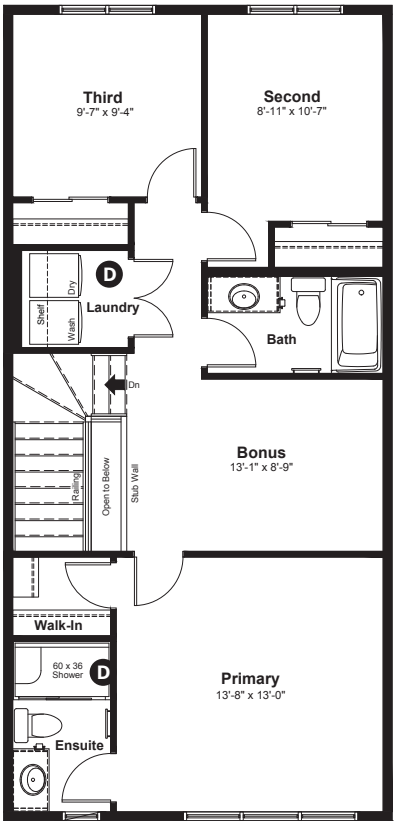 Third
9'-7" x 9'-4"
Second
8'-11" x 10'-7"
D
Dry
Shelf
Wash
Laundry
Bath
Dn
Railing
Open to Below
Stub Wall
Bonus
13'-1" x 8'-9"
Walk-In
60 x 36
Shower
D
Primary
13'-8" x 13'-0"
Ensuite